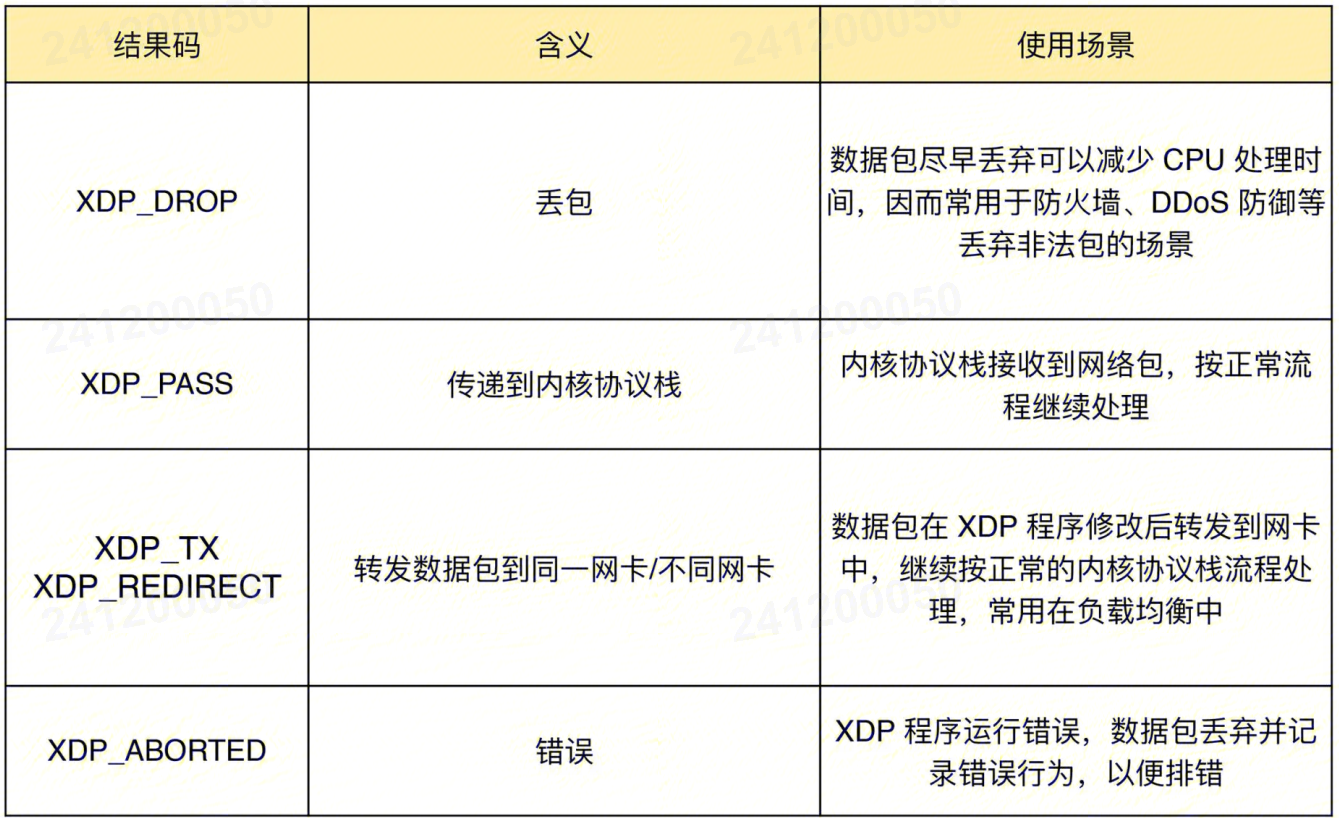 结果码
含义
使用场景
XDP_DROP
丢包
数据包尽早丢弃可以减少 CPU 处理时
间，因而常用于防火墙、DDoS 防御等
丢弃非法包的场景
XDP_PASS
传递到内核协议栈
内核协议栈接收到网络包，按正常流
程继续处理
XDP_TX
XDP_REDIRECT
转发数据包到同一网卡/不同网卡
数据包在 XDP 程序修改后转发到网卡
中，继续按正常的内核协议栈流程处
理，常用在负载均衡中
XDP_ABORTED
错误
XDP 程序运行错误，数据包丢弃并记
录错误行为，以便排错
241200050
241200050
241200050
241200050
241200050
241200050